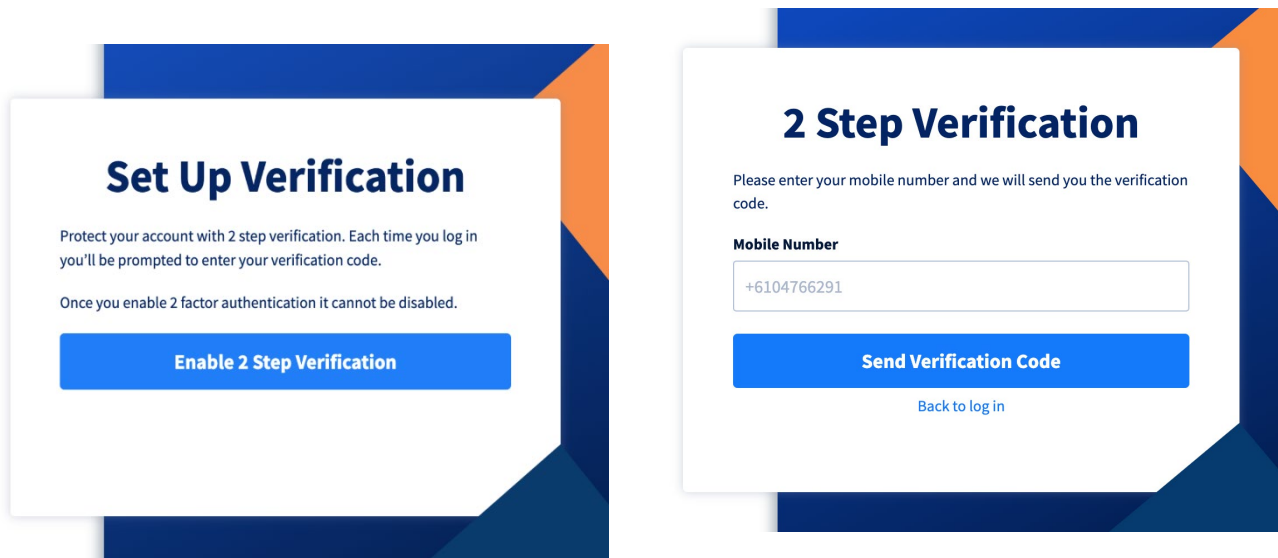 Set Up Verification
Protect your account with 2 step verification. Each time you log in
you'll be prompted to enter your verification code.
Once you enable 2 factor authentication it cannot be disabled.
Enable 2 Step Verification
2 Step Verification
Please enter your mobile number and we will send you the verification
code.
Mobile Number
+6104766291
Send Verification Code
Back to log in